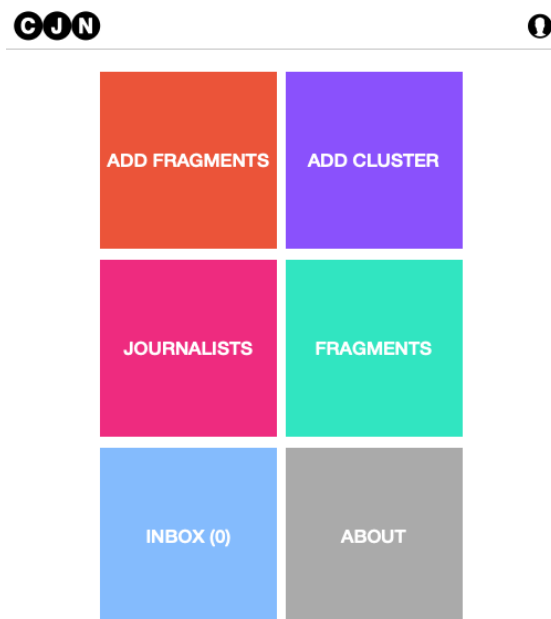 CJN
ADD FRAGMENTS
ADD CLUSTER
JOURNALISTS
FRAGMENTS
INBOX (0)
ABOUT